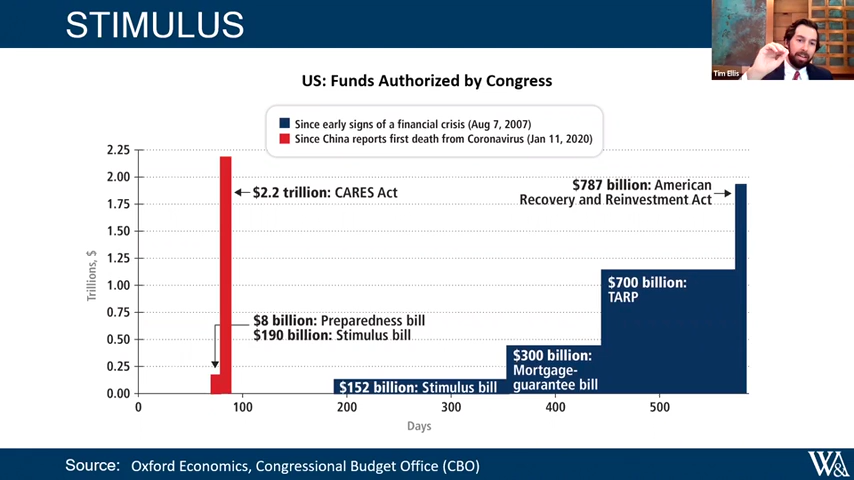 STIMULUS
Tim Ellis
US: Funds Authorized by Congress
Since early signs of a financial crisis (Aug 7, 2007)
Since China reports first death from Coronavirus (Jan 11, 2020)
2.25
2.00
1.75
1.50
1.25
1.00
0.75
0.50
0.25
0.00
Trillions, $
$2.2 trillion: CARES Act
$787 billion: American
Recovery and Reinvestment Act
$700 billion:
TARP
$8 billion: Preparedness bill
$190 billion: Stimulus bill
$300 billion:
Mortgage-
guarantee bill
$152 billion: Stimulus bill
0
100
200
300
400
500
Days
Source: Oxford Economics, Congressional Budget Office (CBO)
W&A